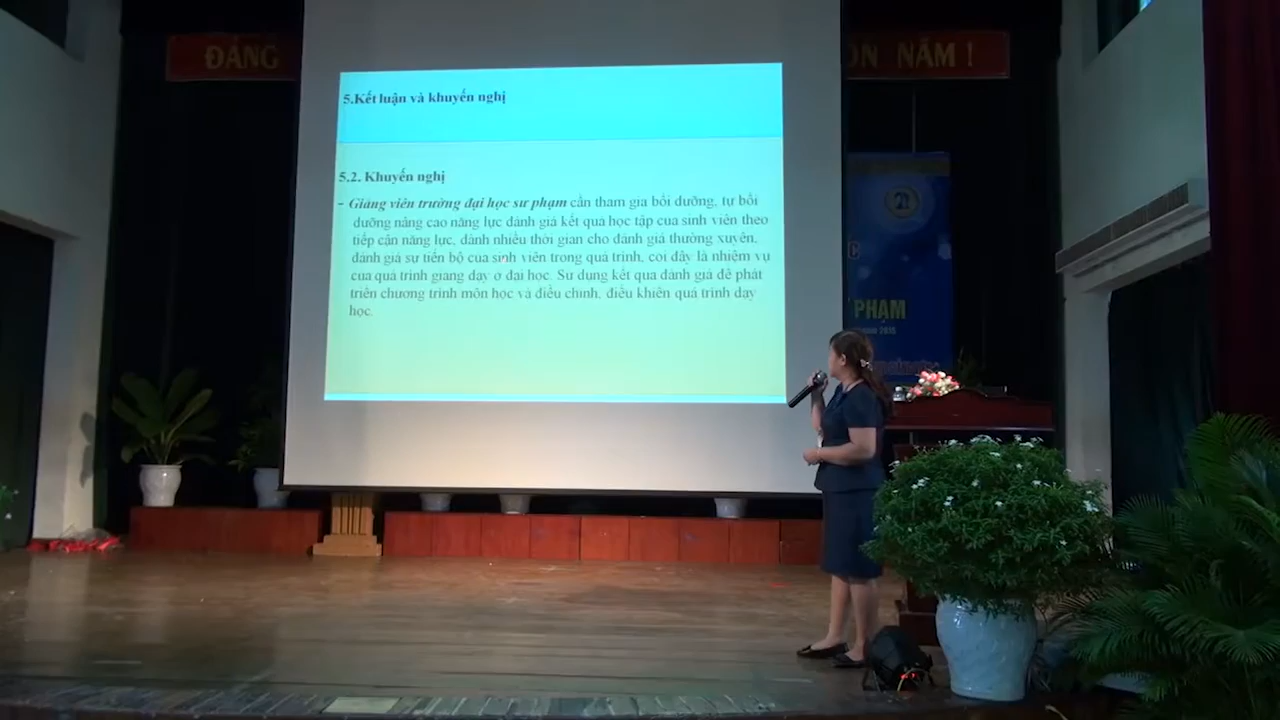 ĐẢNG
ÔN NĂM !
5.Kết luận và khuyến nghị
5.2. Khuyến nghị
- Giảng viên trường đại học sư phạm cần tham gia bồi dưỡng, tự bồi
dưỡng nâng cao năng lực đánh giá kết quả học tập của sinh viên theo
tiếp cận năng lực, dành nhiều thời gian cho đánh giá thường xuyên,
đánh giá sự tiến bộ của sinh viên trong quá trình, coi đây là nhiệm vụ
của quá trình giảng dạy ở đại học. Sử dụng kết quả đánh giá để phát
triển chương trình môn học và điều chỉnh, điều khiển quá trình dạy
học.
C
PHẠM
2015